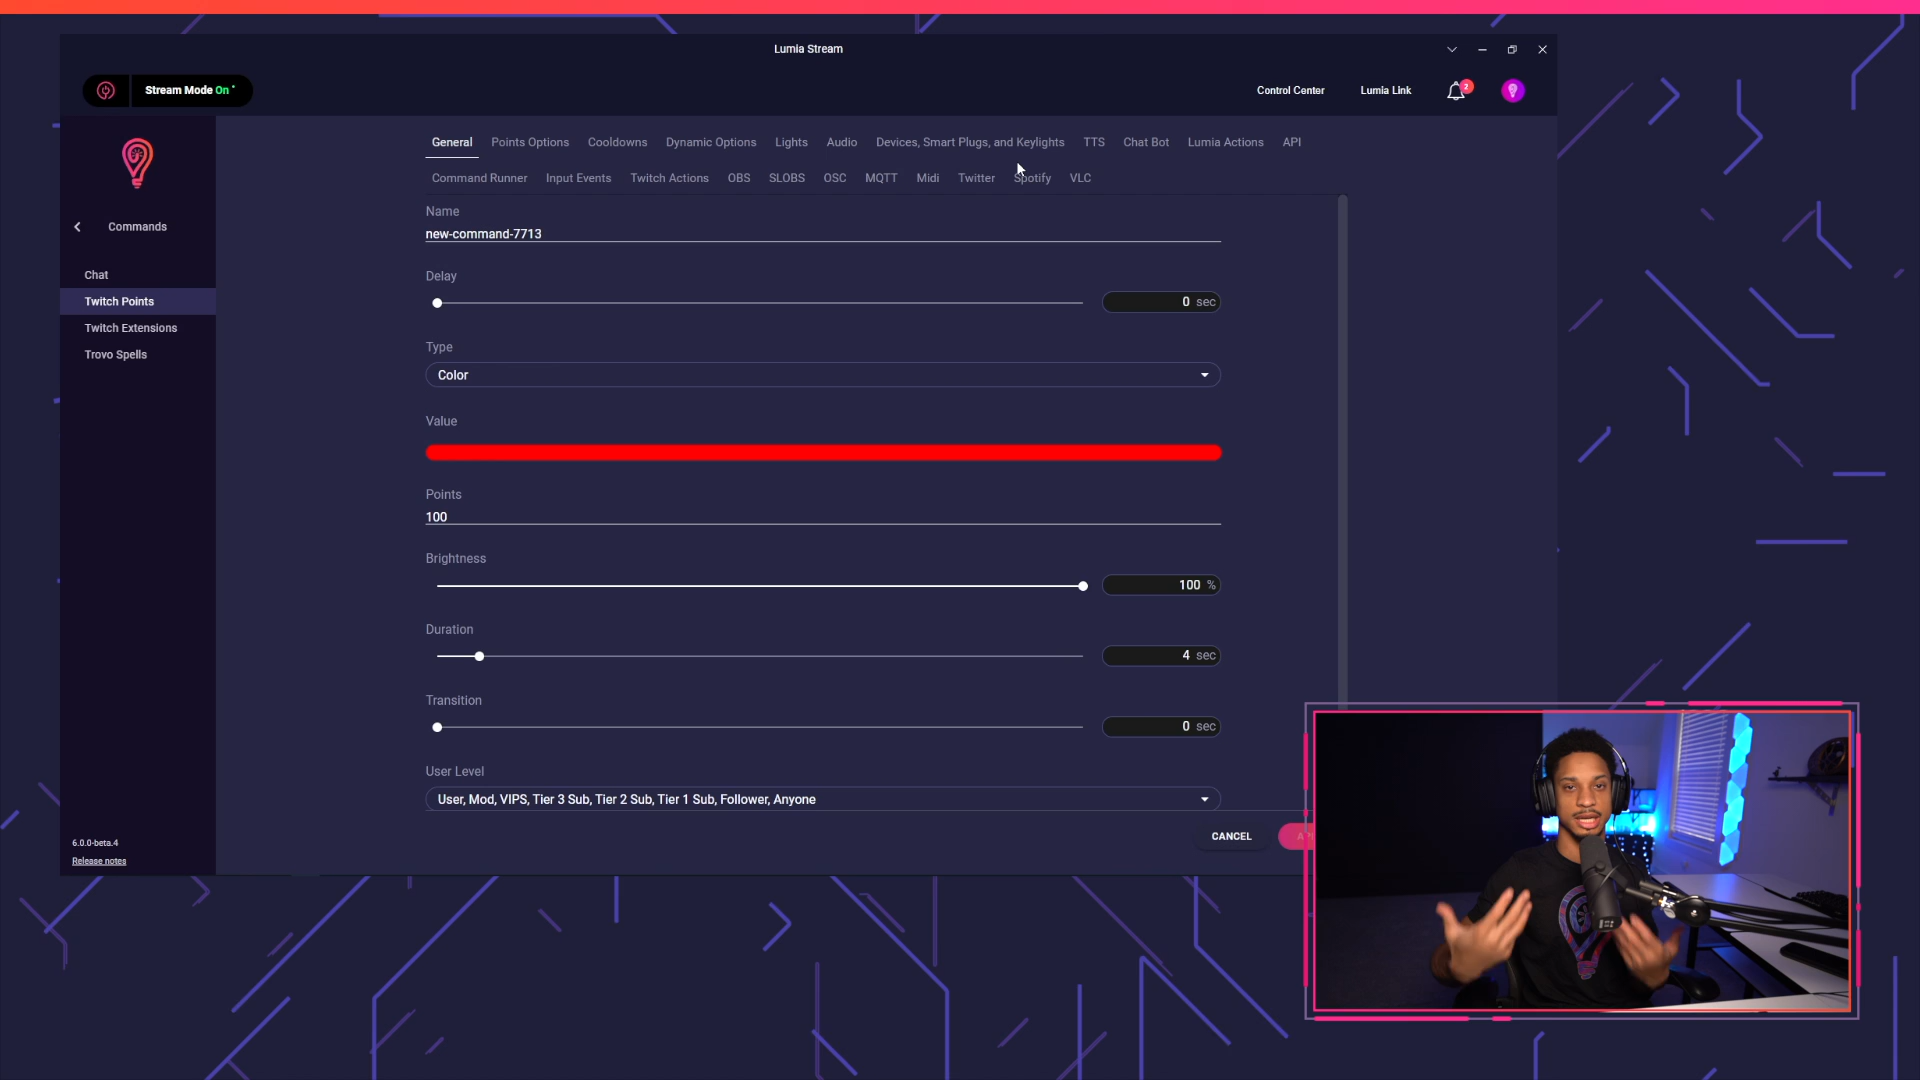 Lumia Stream
Stream Mode On
Control Center
Lumia Link
2
General Points Options Cooldowns Dynamic Options Lights Audio Devices, Smart Plugs, and Keylights TTS Chat Bot Lumia Actions API
Command Runner Input Events Twitch Actions OBS SLOBS OSC MQTT Midi Twitter Spotify VLC
Commands
Chat
Twitch Points
Twitch Extensions
Trovo Spells
6.0.0-beta.4
Release notes
Name
new-command-7713
Delay
0 sec
Type
Color
Value
Points
100
Brightness
100 %
Duration
4 sec
Transition
0 sec
User Level
User, Mod, VIPS, Tier 3 Sub, Tier 2 Sub, Tier 1 Sub, Follower, Anyone
CANCEL